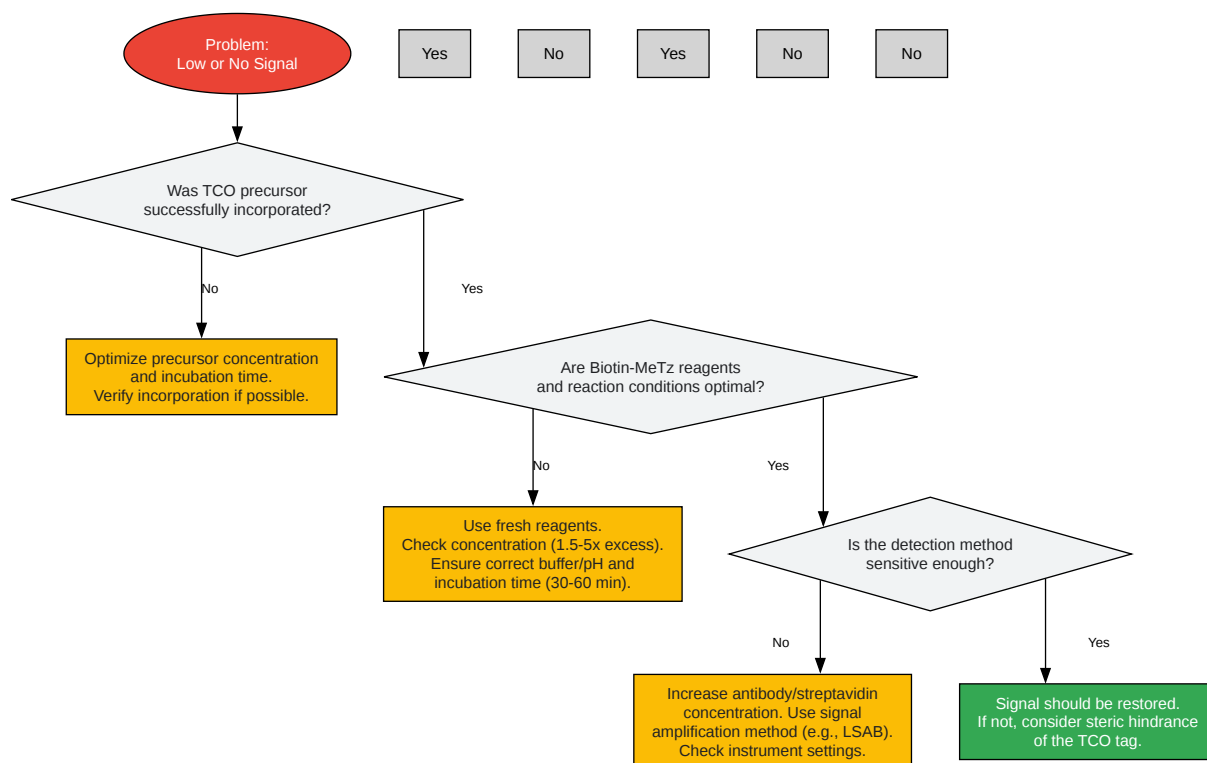 Problem:
Low or No Signal
Yes
No
Yes
No
No
Was TCO precursor
successfully incorporated?
No
Yes
Optimize precursor concentration
and incubation time.
Verify incorporation if possible.
Are Biotin-MeTz reagents
and reaction conditions optimal?
No
Yes
Use fresh reagents.
Check concentration (1.5-5x excess).
Ensure correct buffer/pH and
incubation time (30-60 min).
Is the detection method
sensitive enough?
No
Yes
Increase antibody/streptavidin
concentration. Use signal
amplification method (e.g., LSAB).
Check instrument settings.
Signal should be restored.
If not, consider steric hindrance
of the TCO tag.